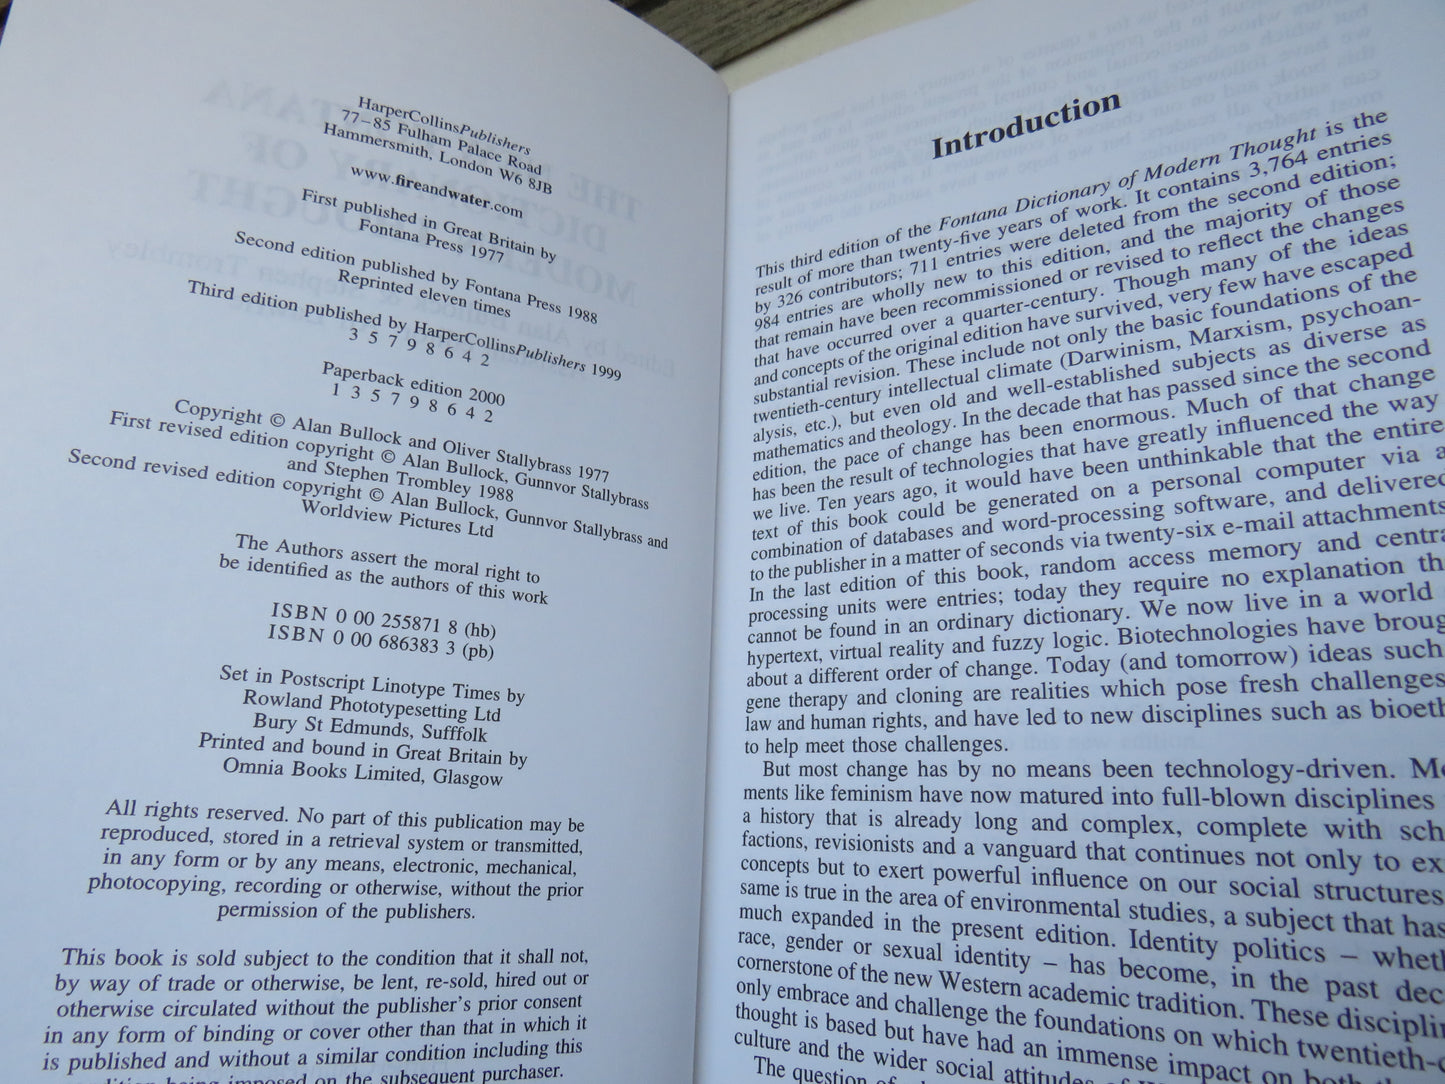 HarperCollinsPublishers
77–85 Fulham Palace Road
Hammersmith, London W6 8JB
www.fireandwater.com
First published in Great Britain by
Fontana Press 1977
Second edition published by Fontana Press 1988
Reprinted eleven times
Third edition published by HarperCollinsPublishers 1999
3 5 7 9 8 6 4 2
Paperback edition 2000
1 3 5 7 9 8 6 4 2
Copyright © Alan Bullock and Oliver Stallybrass 1977
First revised edition copyright © Alan Bullock, Gunnvor Stallybrass
and Stephen Trombley 1988
Second revised edition copyright © Alan Bullock, Gunnvor Stallybrass and
Worldview Pictures Ltd
The Authors assert the moral right to
be identified as the authors of this work
ISBN 0 00 255871 8 (hb)
ISBN 0 00 686383 3 (pb)
Set in Postscript Linotype Times by
Rowland Phototypesetting Ltd
Bury St Edmunds, Sufffolk
Printed and bound in Great Britain by
Omnia Books Limited, Glasgow
All rights reserved. No part of this publication may be
reproduced, stored in a retrieval system or transmitted,
in any form or by any means, electronic, mechanical,
photocopying, recording or otherwise, without the prior
permission of the publishers.
This book is sold subject to the condition that it shall not,
by way of trade or otherwise, be lent, re-sold, hired out or
otherwise circulated without the publisher's prior consent
in any form of binding or cover other than that in which it
is published and without a similar condition including this
being imposed on the subsequent purchaser.
Introduction
This third edition of the Fontana Dictionary of Modern Thought is the
result of more than twenty-five years of work. It contains 3,764 entries
by 326 contributors; 711 entries were deleted from the second edition;
984 entries are wholly new to this edition, and the majority of those
that remain have been recommissioned or revised to reflect the changes
that have occurred over a quarter-century. Though many of the ideas
and concepts of the original edition have survived, very few have escaped
substantial revision. These include not only the basic foundations of the
twentieth-century intellectual climate (Darwinism, Marxism, psychoan-
alysis, etc.), but even old and well-established subjects as diverse as
mathematics and theology. In the decade that has passed since the second
edition, the pace of change has been enormous. Much of that change
has been the result of technologies that have greatly influenced the way
we live. Ten years ago, it would have been unthinkable that the entire
text of this book could be generated on a personal computer via a
combination of databases and word-processing software, and delivered
to the publisher in a matter of seconds via twenty-six e-mail attachments
In the last edition of this book, random access memory and centra
processing units were entries; today they require no explanation th
cannot be found in an ordinary dictionary. We now live in a world
hypertext, virtual reality and fuzzy logic. Biotechnologies have broug
about a different order of change. Today (and tomorrow) ideas such
gene therapy and cloning are realities which pose fresh challenges
law and human rights, and have led to new disciplines such as bioeth
to help meet those challenges.
But most change has by no means been technology-driven. Mo
ments like feminism have now matured into full-blown disciplines
a history that is already long and complex, complete with sch
factions, revisionists and a vanguard that continues not only to ex
concepts but to exert powerful influence on our social structures
same is true in the area of environmental studies, a subject that has
much expanded in the present edition. Identity politics – wheth
race, gender or sexual identity – has become, in the past dec
cornerstone of the new Western academic tradition. These disciplin
only embrace and challenge the foundations on which twentieth-c
thought is based but have had an immense impact on both
culture and the wider social attitudes of
The question of